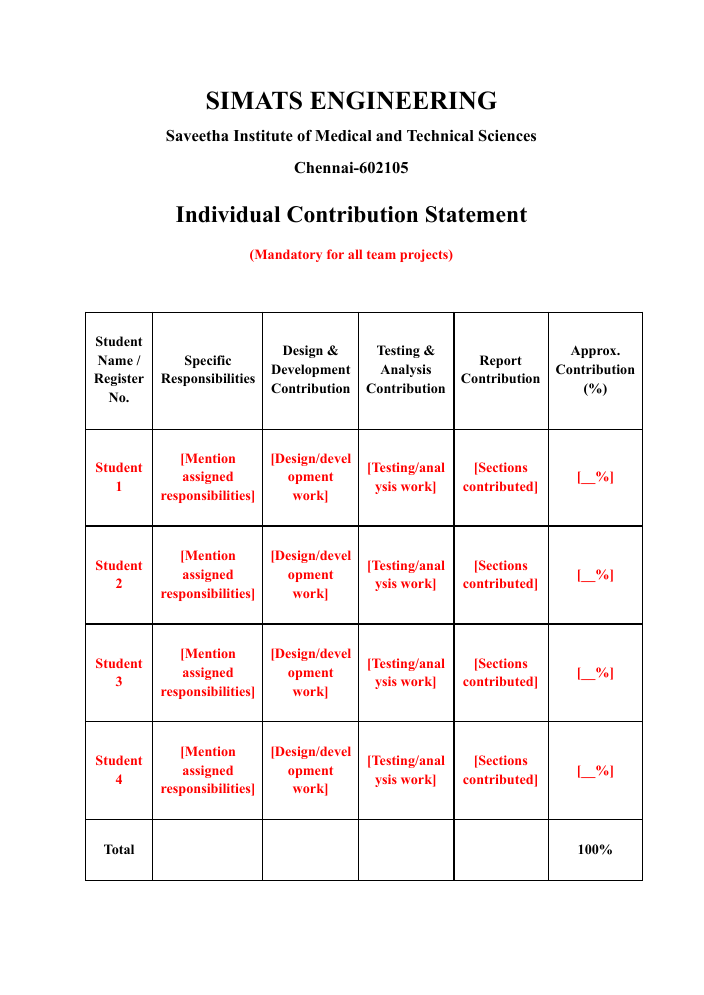 SIMATS ENGINEERING
Saveetha Institute of Medical and Technical Sciences
Chennai-602105
Individual Contribution Statement
(Mandatory for all team projects)
Student
Name /
Register
No.
Specific
Responsibilities
Design &
Development
Contribution
Testing &
Analysis
Contribution
Report
Contribution
Approx.
Contribution
(%)
Student
1
[Mention
assigned
responsibilities]
[Design/devel
opment
work]
[Testing/anal
ysis work]
[Sections
contributed]
[__%]
Student
2
[Mention
assigned
responsibilities]
[Design/devel
opment
work]
[Testing/anal
ysis work]
[Sections
contributed]
[__%]
Student
3
[Mention
assigned
responsibilities]
[Design/devel
opment
work]
[Testing/anal
ysis work]
[Sections
contributed]
[__%]
Student
4
[Mention
assigned
responsibilities]
[Design/devel
opment
work]
[Testing/anal
ysis work]
[Sections
contributed]
[__%]
Total
100%